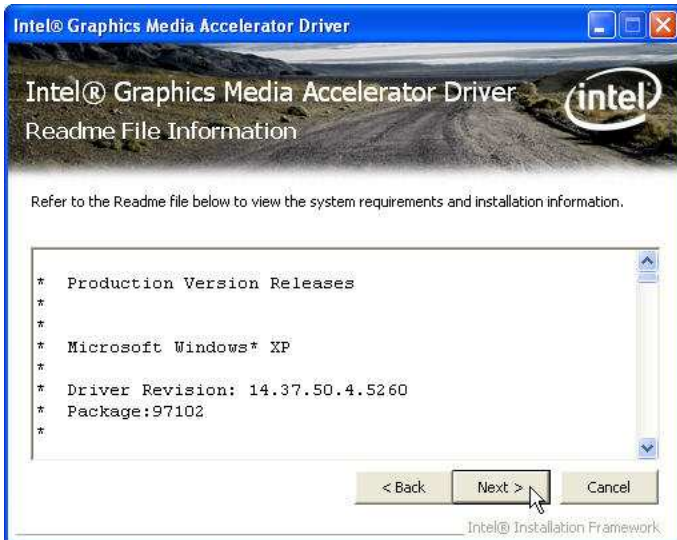 Intel® Graphics Media Accelerator Driver
Intel® Graphics Media Accelerator Driver
intel
Readme File Information
Refer to the Readme file below to view the system requirements and installation information.
*  Production Version Releases
*
*
*  Microsoft Windows* XP
*
*  Driver Revision: 14.37.50.4.5260
*  Package:97102
*
< Back  Next >  Cancel
Intel® Installation Framework